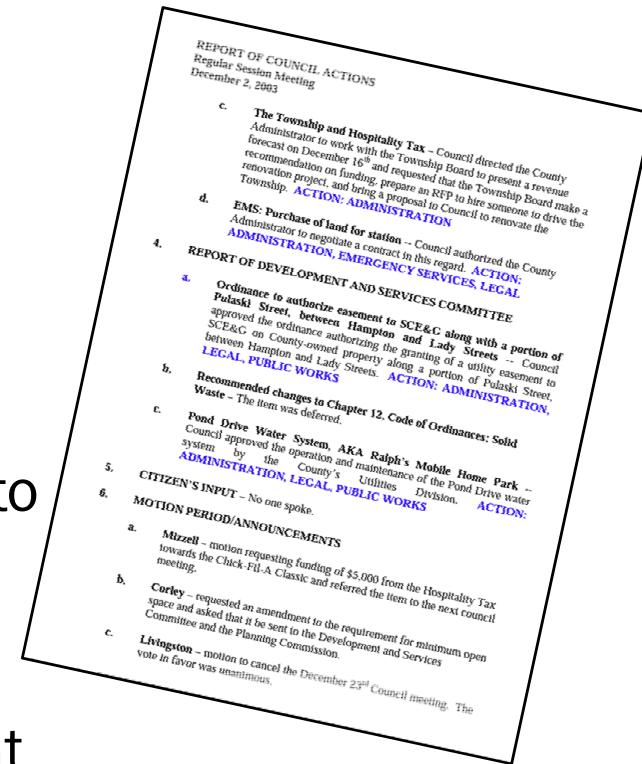 REPORT OF COUNCIL ACTIONS
Regular Session Meeting
December 2, 2003
c. The Township and Hospitality Tax – Council directed the County
Administrator to work with the Township Board to present a revenue
forecast on December 16th and requested that the Township Board make a
recommendation on funding, prepare an RFP to hire someone to drive the
renovation project, and bring a proposal to Council to renovate the
Township. ACTION: ADMINISTRATION
d. EMS: Purchase of land for station -- Council authorized the County
Administrator to negotiate a contract in this regard. ACTION:
ADMINISTRATION, EMERGENCY SERVICES, LEGAL
4. REPORT OF DEVELOPMENT AND SERVICES COMMITTEE
a. Ordinance to authorize easement to SCE&G along with a portion of
Pulaski Street, between Hampton and Lady Streets -- Council
approved the ordinance authorizing the granting of a utility easement to
SCE&G on County-owned property along a portion of Pulaski Street,
between Hampton and Lady Streets. ACTION: ADMINISTRATION,
LEGAL, PUBLIC WORKS
b. Recommended changes to Chapter 12, Code of Ordinances; Solid
Waste – The item was deferred.
c. Pond Drive Water System, AKA Ralph's Mobile Home Park --
Council approved the operation and maintenance of the Pond Drive water
system by the County's Utilities Division. ACTION:
ADMINISTRATION, LEGAL, PUBLIC WORKS
5. CITIZEN'S INPUT – No one spoke.
6. MOTION PERIOD/ANNOUNCEMENTS
a. Mizzell – motion requesting funding of $5,000 from the Hospitality Tax
towards the Chick-Fil-A Classic and referred the item to the next council
meeting.
b. Corley – requested an amendment to the requirement for minimum open
space and asked that it be sent to the Development and Services
Committee and the Planning Commission.
c. Livingston – motion to cancel the December 23rd Council meeting. The
vote in favor was unanimous.
to
t